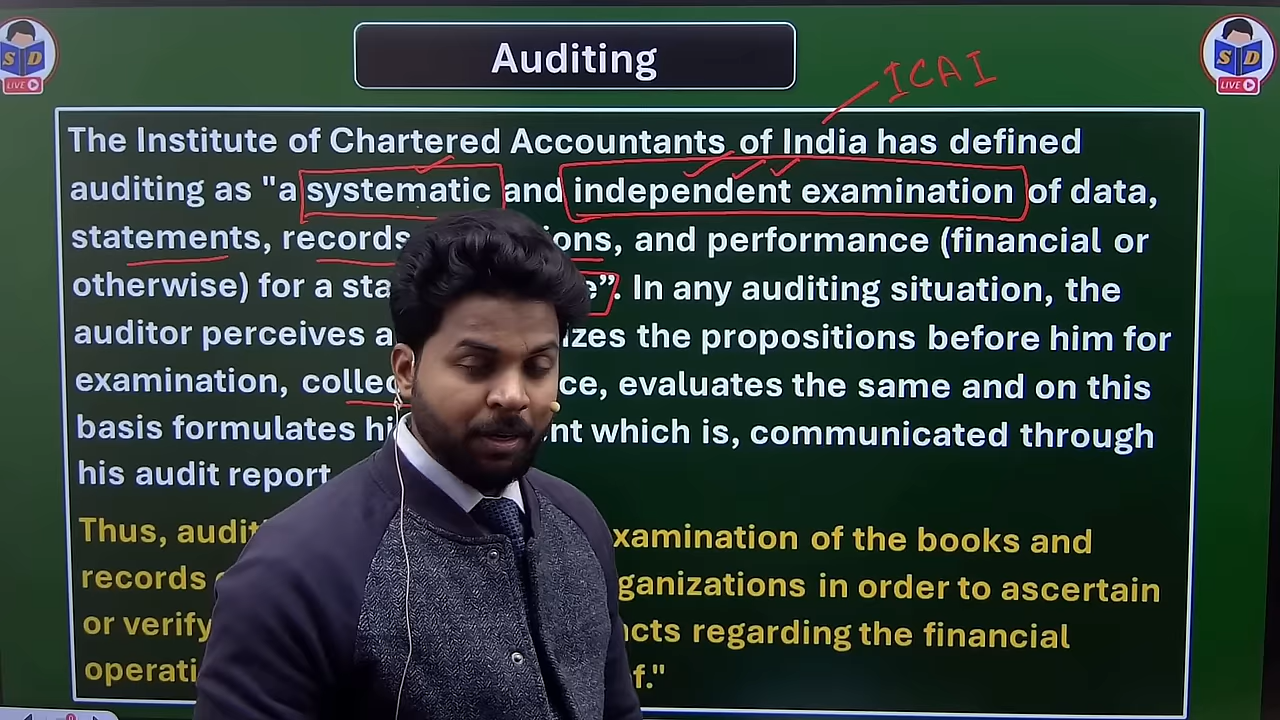 Auditing
ICAI
The Institute of Chartered Accountants of India has defined
auditing as "a systematic and independent examination of data,
statements, records ions, and performance (financial or
otherwise) for a sta e”. In any auditing situation, the
auditor perceives a izes the propositions before him for
examination, collec ce, evaluates the same and on this
basis formulates hi nt which is, communicated through
his audit report
Thus, audit xamination of the books and
records ganizations in order to ascertain
or verify cts regarding the financial
operati f."
S D
LIVE
S D
LIVE